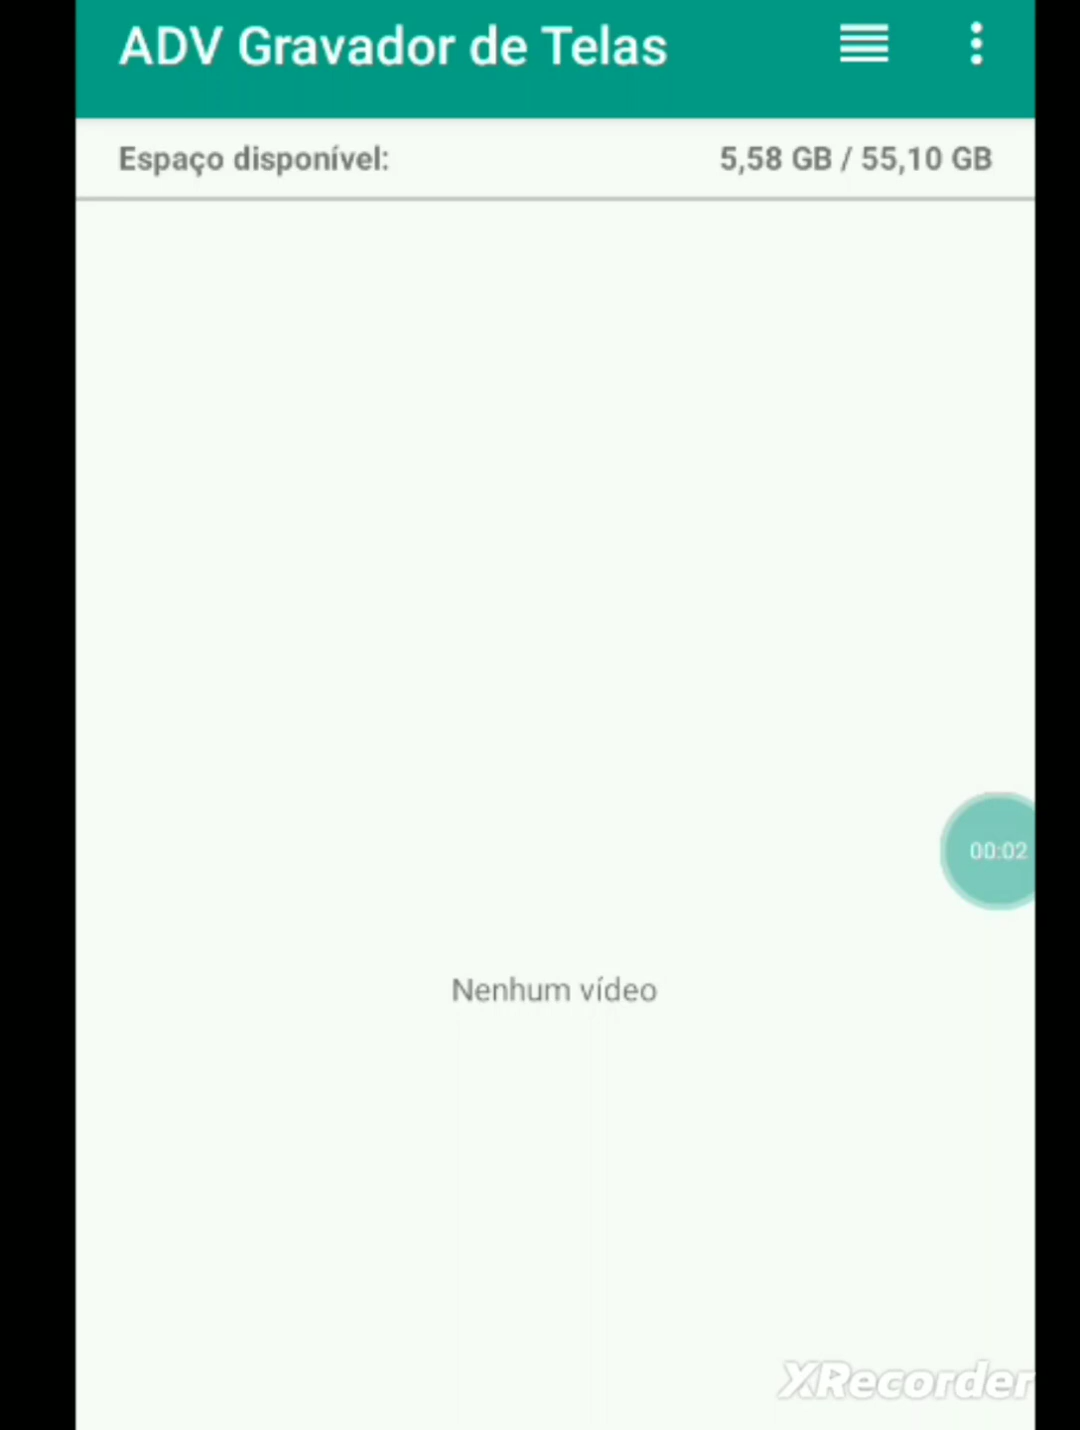 ADV Gravador de Telas
Espaço disponível: 5,58 GB / 55,10 GB
00:02
Nenhum vídeo
XRecorder